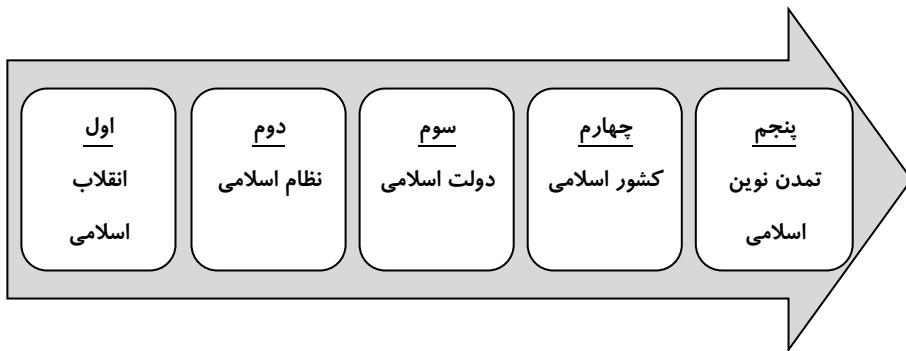 اول
انقلاب
اسلامی
دوم
نظام اسلامی
سوم
دولت اسلامی
چهارم
کشور اسلامی
پنجم
تمدن نوین
اسلامی